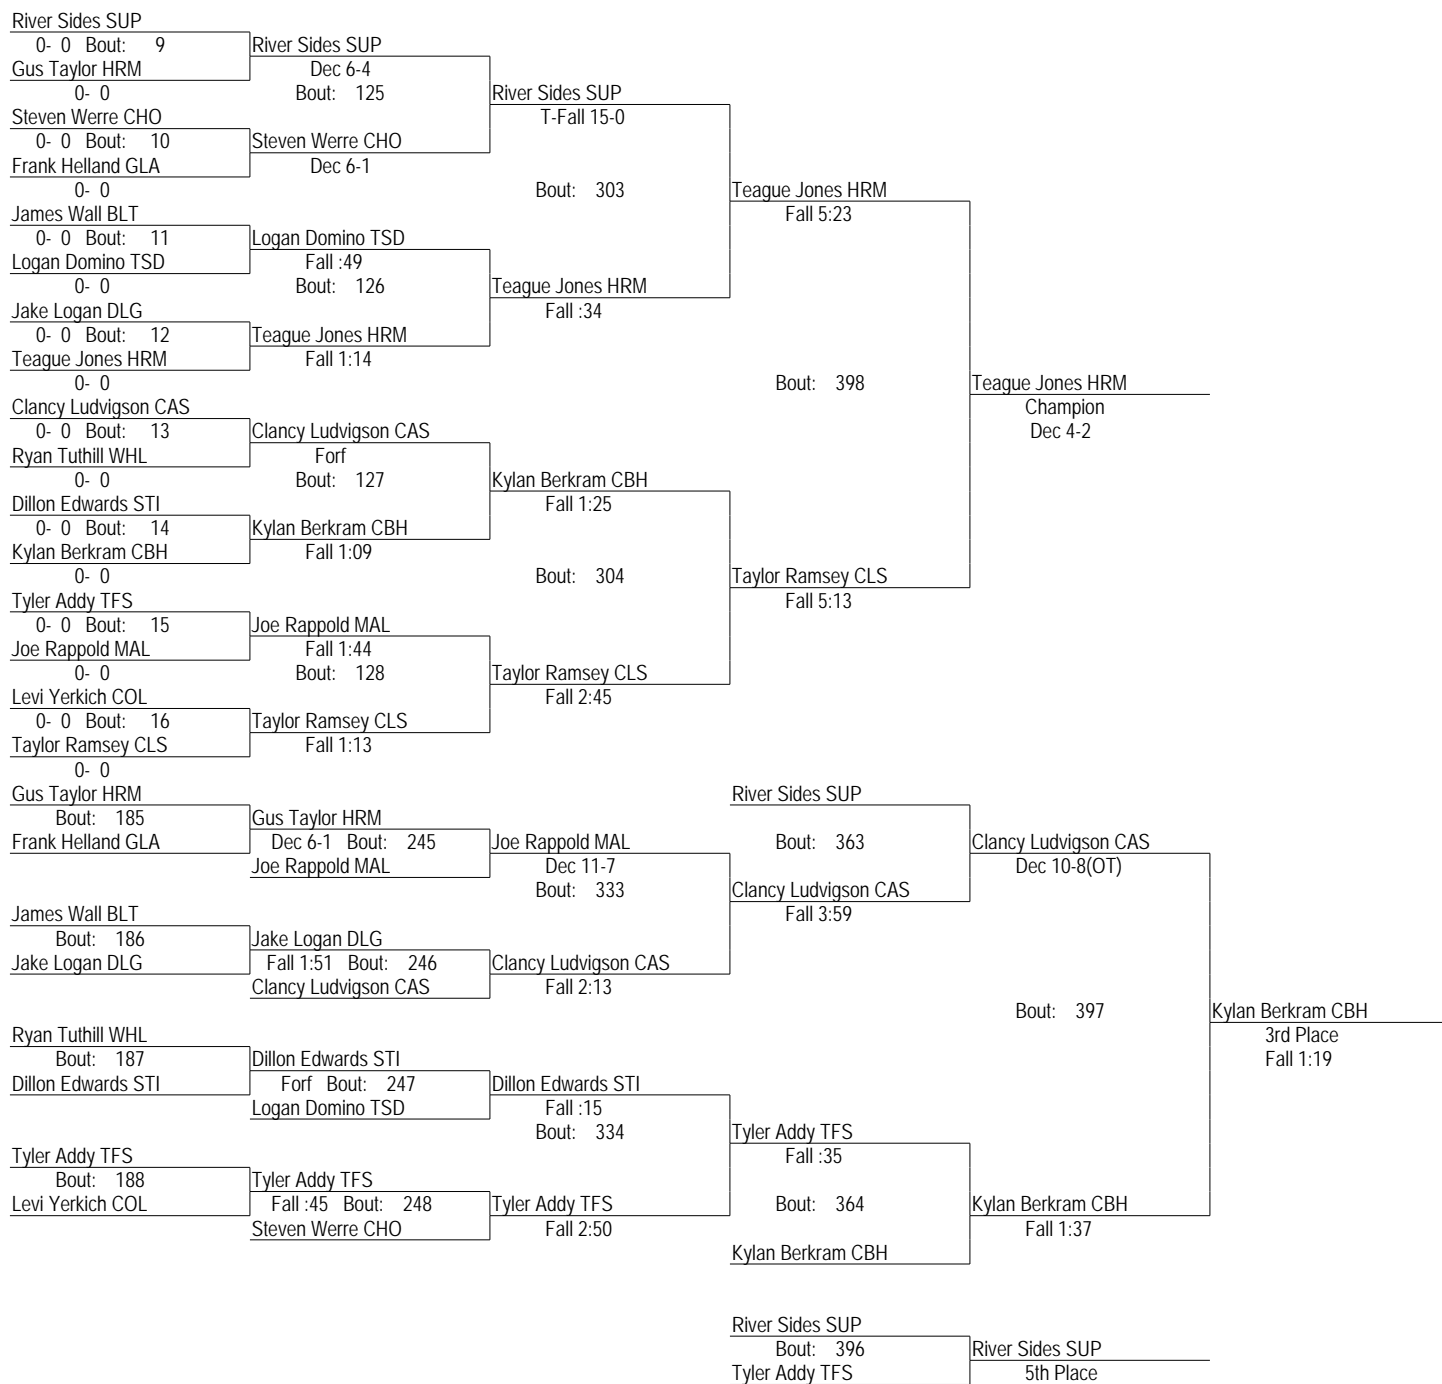 River Sides SUP
0- 0 Bout: 9 River Sides SUP
Gus Taylor HRM Dec 6-4
0- 0 Bout: 125 River Sides SUP
Steven Werre CHO T-Fall 15-0
0- 0 Bout: 10 Steven Werre CHO
Frank Helland GLA Dec 6-1
0- 0 Bout: 303 Teague Jones HRM
James Wall BLT Fall 5:23
0- 0 Bout: 11 Logan Domino TSD
Logan Domino TSD Fall :49
0- 0 Bout: 126 Teague Jones HRM
Jake Logan DLG Fall :34
0- 0 Bout: 12 Teague Jones HRM
Teague Jones HRM Fall 1:14
0- 0 Bout: 398 Teague Jones HRM
Clancy Ludvigson CAS Champion
0- 0 Bout: 13 Clancy Ludvigson CAS Dec 4-2
Ryan Tuthill WHL Forf
0- 0 Bout: 127 Kylan Berkram CBH
Dillon Edwards STI Fall 1:25
0- 0 Bout: 14 Kylan Berkram CBH
Kylan Berkram CBH Fall 1:09
0- 0 Bout: 304 Taylor Ramsey CLS
Tyler Addy TFS Fall 5:13
0- 0 Bout: 15 Joe Rappold MAL
Joe Rappold MAL Fall 1:44
0- 0 Bout: 128 Taylor Ramsey CLS
Levi Yerkich COL Fall 2:45
0- 0 Bout: 16 Taylor Ramsey CLS
Taylor Ramsey CLS Fall 1:13
0- 0
Gus Taylor HRM River Sides SUP
Bout: 185 Gus Taylor HRM
Frank Helland GLA Dec 6-1 Bout: 245 Joe Rappold MAL Bout: 363 Clancy Ludvigson CAS
Joe Rappold MAL Dec 11-7 Dec 10-8(OT)
Bout: 333 Clancy Ludvigson CAS
James Wall BLT Fall 3:59
Bout: 186 Jake Logan DLG
Jake Logan DLG Fall 1:51 Bout: 246 Clancy Ludvigson CAS
Clancy Ludvigson CAS Fall 2:13
Bout: 397 Kylan Berkram CBH
Ryan Tuthill WHL 3rd Place
Bout: 187 Dillon Edwards STI Fall 1:19
Dillon Edwards STI Forf Bout: 247 Dillon Edwards STI
Logan Domino TSD Fall :15
Bout: 334 Tyler Addy TFS
Tyler Addy TFS Fall :35
Bout: 188 Tyler Addy TFS
Levi Yerkich COL Fall :45 Bout: 248 Tyler Addy TFS Bout: 364 Kylan Berkram CBH
Steven Werre CHO Fall 2:50 Fall 1:37
Kylan Berkram CBH
River Sides SUP
Bout: 396 River Sides SUP
Tyler Addy TFS 5th Place